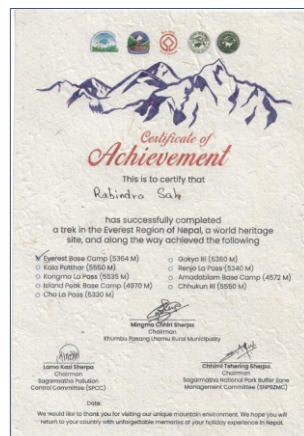 Certificate of
Achievement
This is to certify that
Rabindra
has successfully completed
a trek in the Everest Region of Nepal, a world heritage
site, and along the way achieved the following
Everest Base Camp (5364 M)
Kala Patthar (5550 M)
Kongma La Pass (5535 M)
Island Peak Base Camp (4970 M)
Cho La Pass (5330 M)
Gokyo Ri (5360 M)
Renjo La Pass (5340 M)
Amadablam Base Camp (4572 M)
Chhukun Ri (5550 M)
Mingma Chhiri Sherpa
Chairman
Khumbu Pasang Lhamu Rural Municipality
Lama Kazi Sherpa
Chairman
Sagarmatha Pollution
Control Committee (SPCC)
Chhimi Tshering Sherpa
Chairman
Sagarmatha National Park Buffer Zone
Management Committee (SNPBZMC)
Date:
We would like to thank you for visiting our unique mountain environment. We hope you will
return to your country with unforgettable memories of your holiday experience in Nepal.